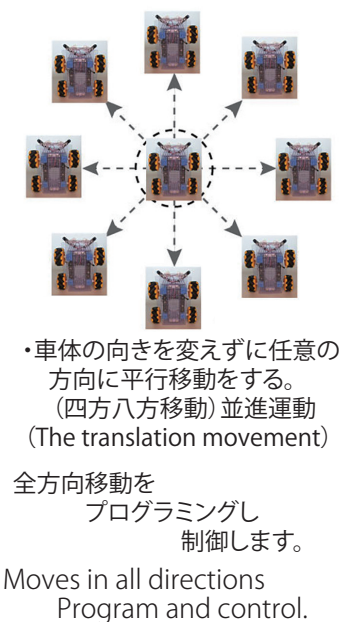 ・車体の向きを変えずに任意の
方向に平行移動をする。
（四方八方移動）並進運動
（The translation movement）
全方向移動を
プログラミングし
制御します。
Moves in all directions
Program and control.